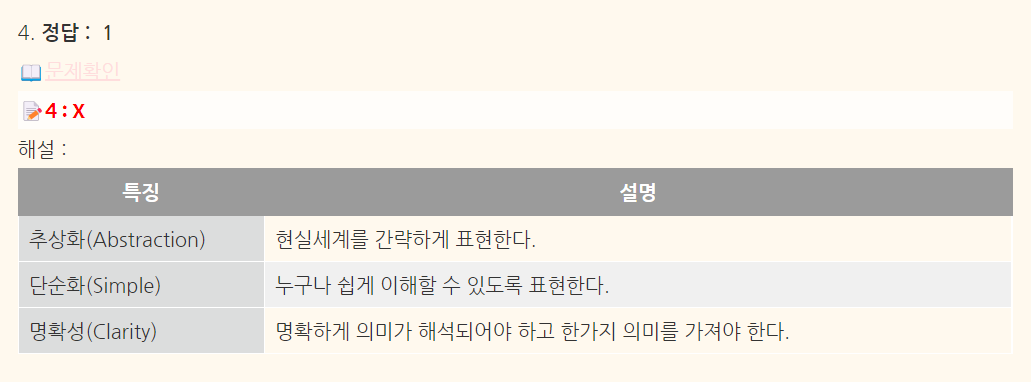 4. 정답 : 1
문제확인
4 : X
해설 :
특징 설명
추상화(Abstraction) 현실세계를 간략하게 표현한다.
단순화(Simple) 누구나 쉽게 이해할 수 있도록 표현한다.
명확성(Clarity) 명확하게 의미가 해석되어야 하고 한가지 의미를 가져야 한다.